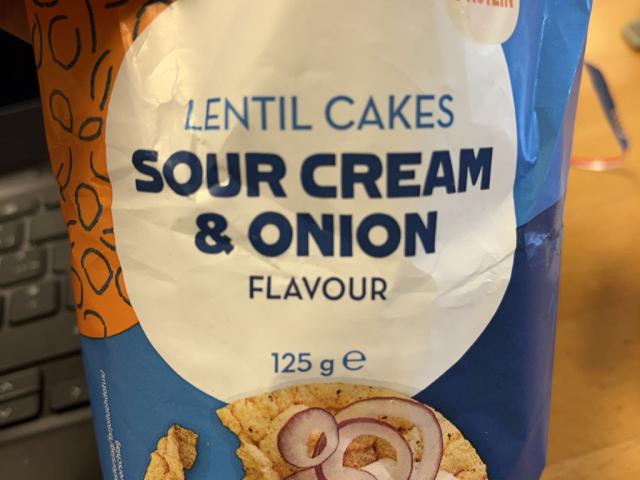 LENTIL CAKES
SOUR CREAM
& ONION
FLAVOUR
125 g e